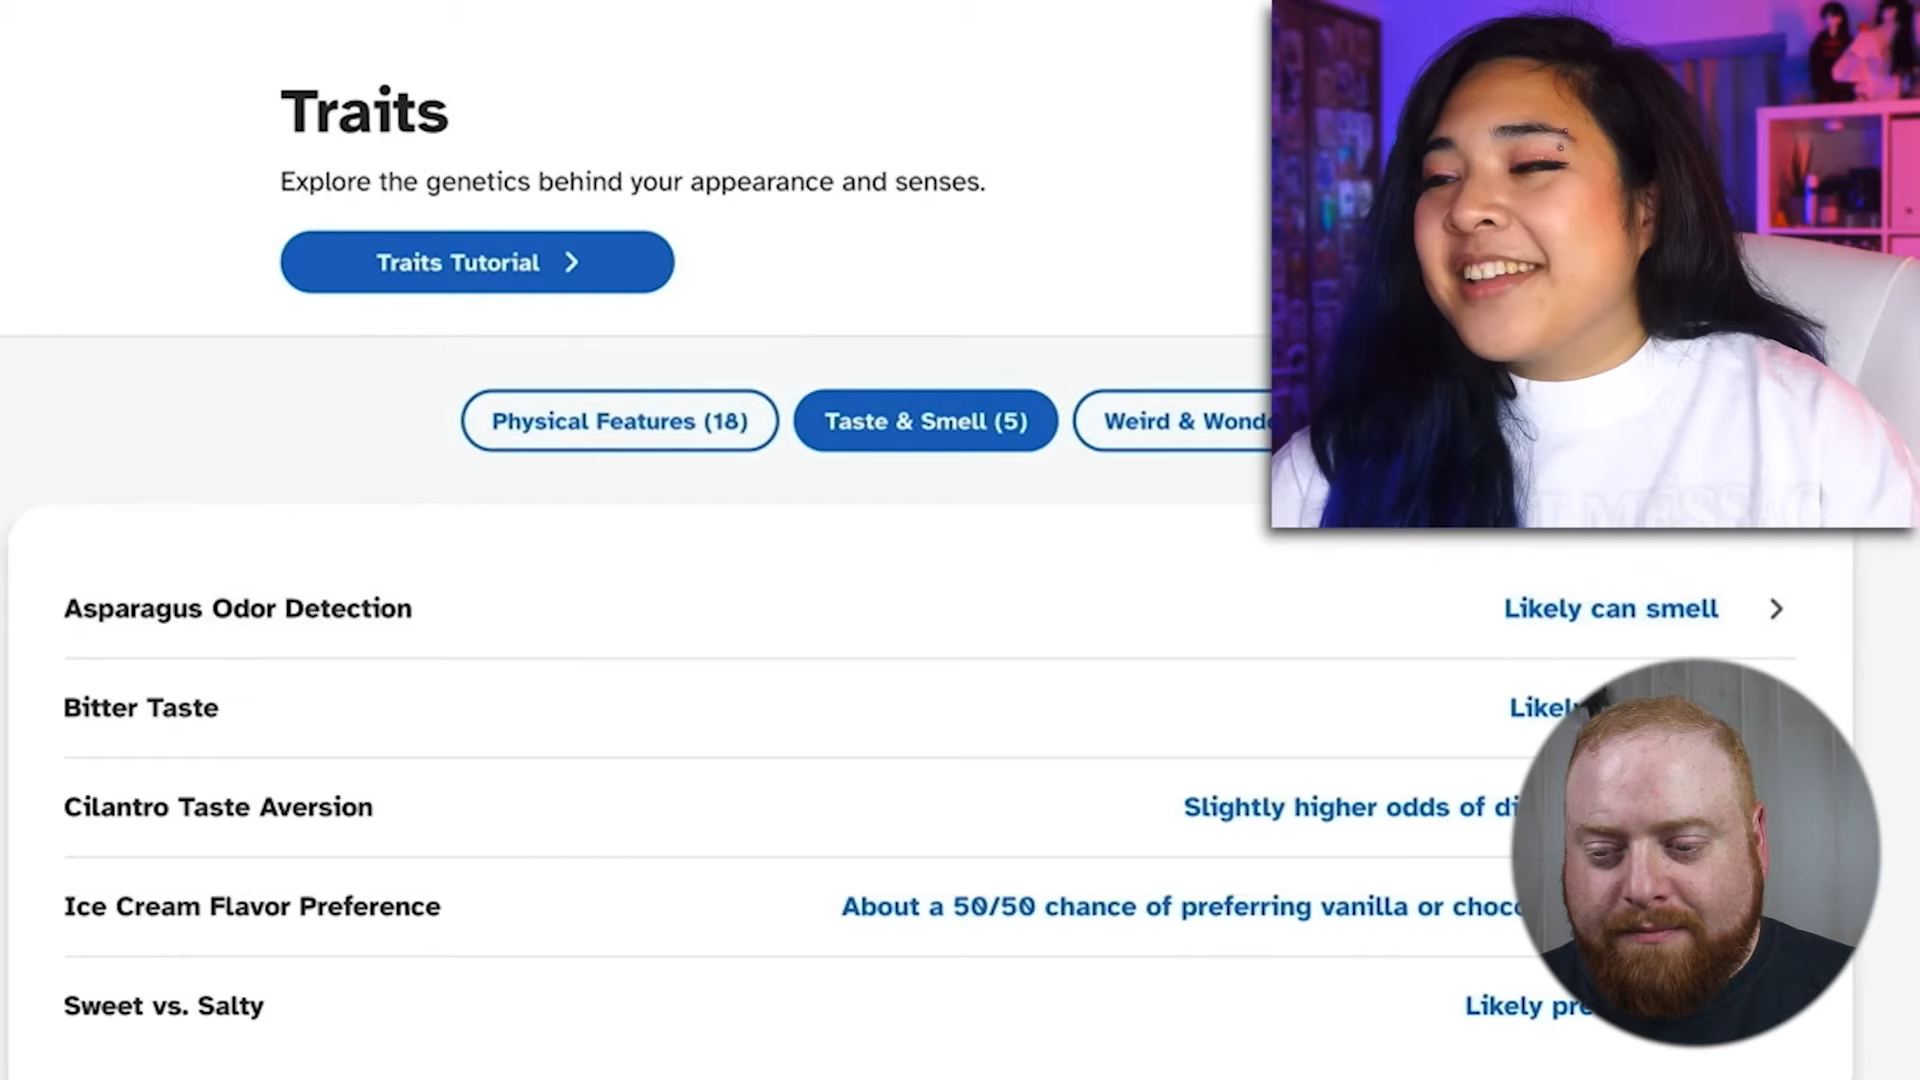 Traits
Explore the genetics behind your appearance and senses.
Traits Tutorial
Physical Features (18)
Taste & Smell (5)
Weird &
Asparagus Odor Detection
Likely can smell
Bitter Taste
Cilantro Taste Aversion
Slightly higher odds of
Ice Cream Flavor Preference
About a 50/50 chance of preferring vanilla or
Sweet vs. Salty
Likely